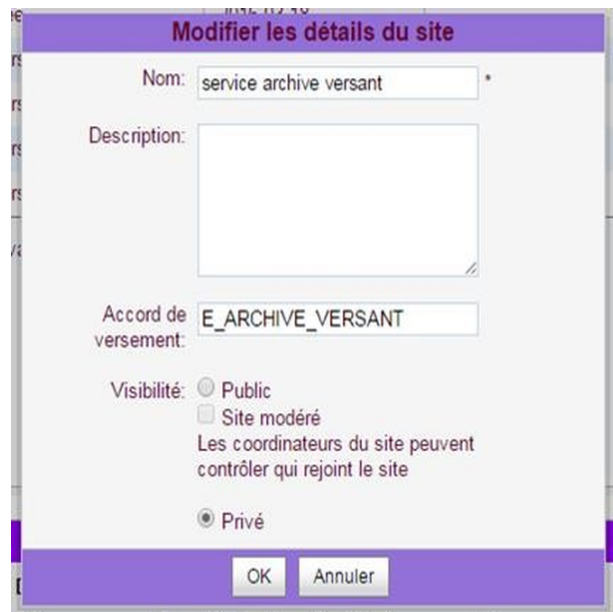 Modifier les détails du site
Nom: service archive versant *
Description:
Accord de versement: E_ARCHIVE_VERSANT
Visibilité: Public
Site modéré
Les coordinateurs du site peuvent
contrôler qui rejoint le site
Privé
OK Annuler